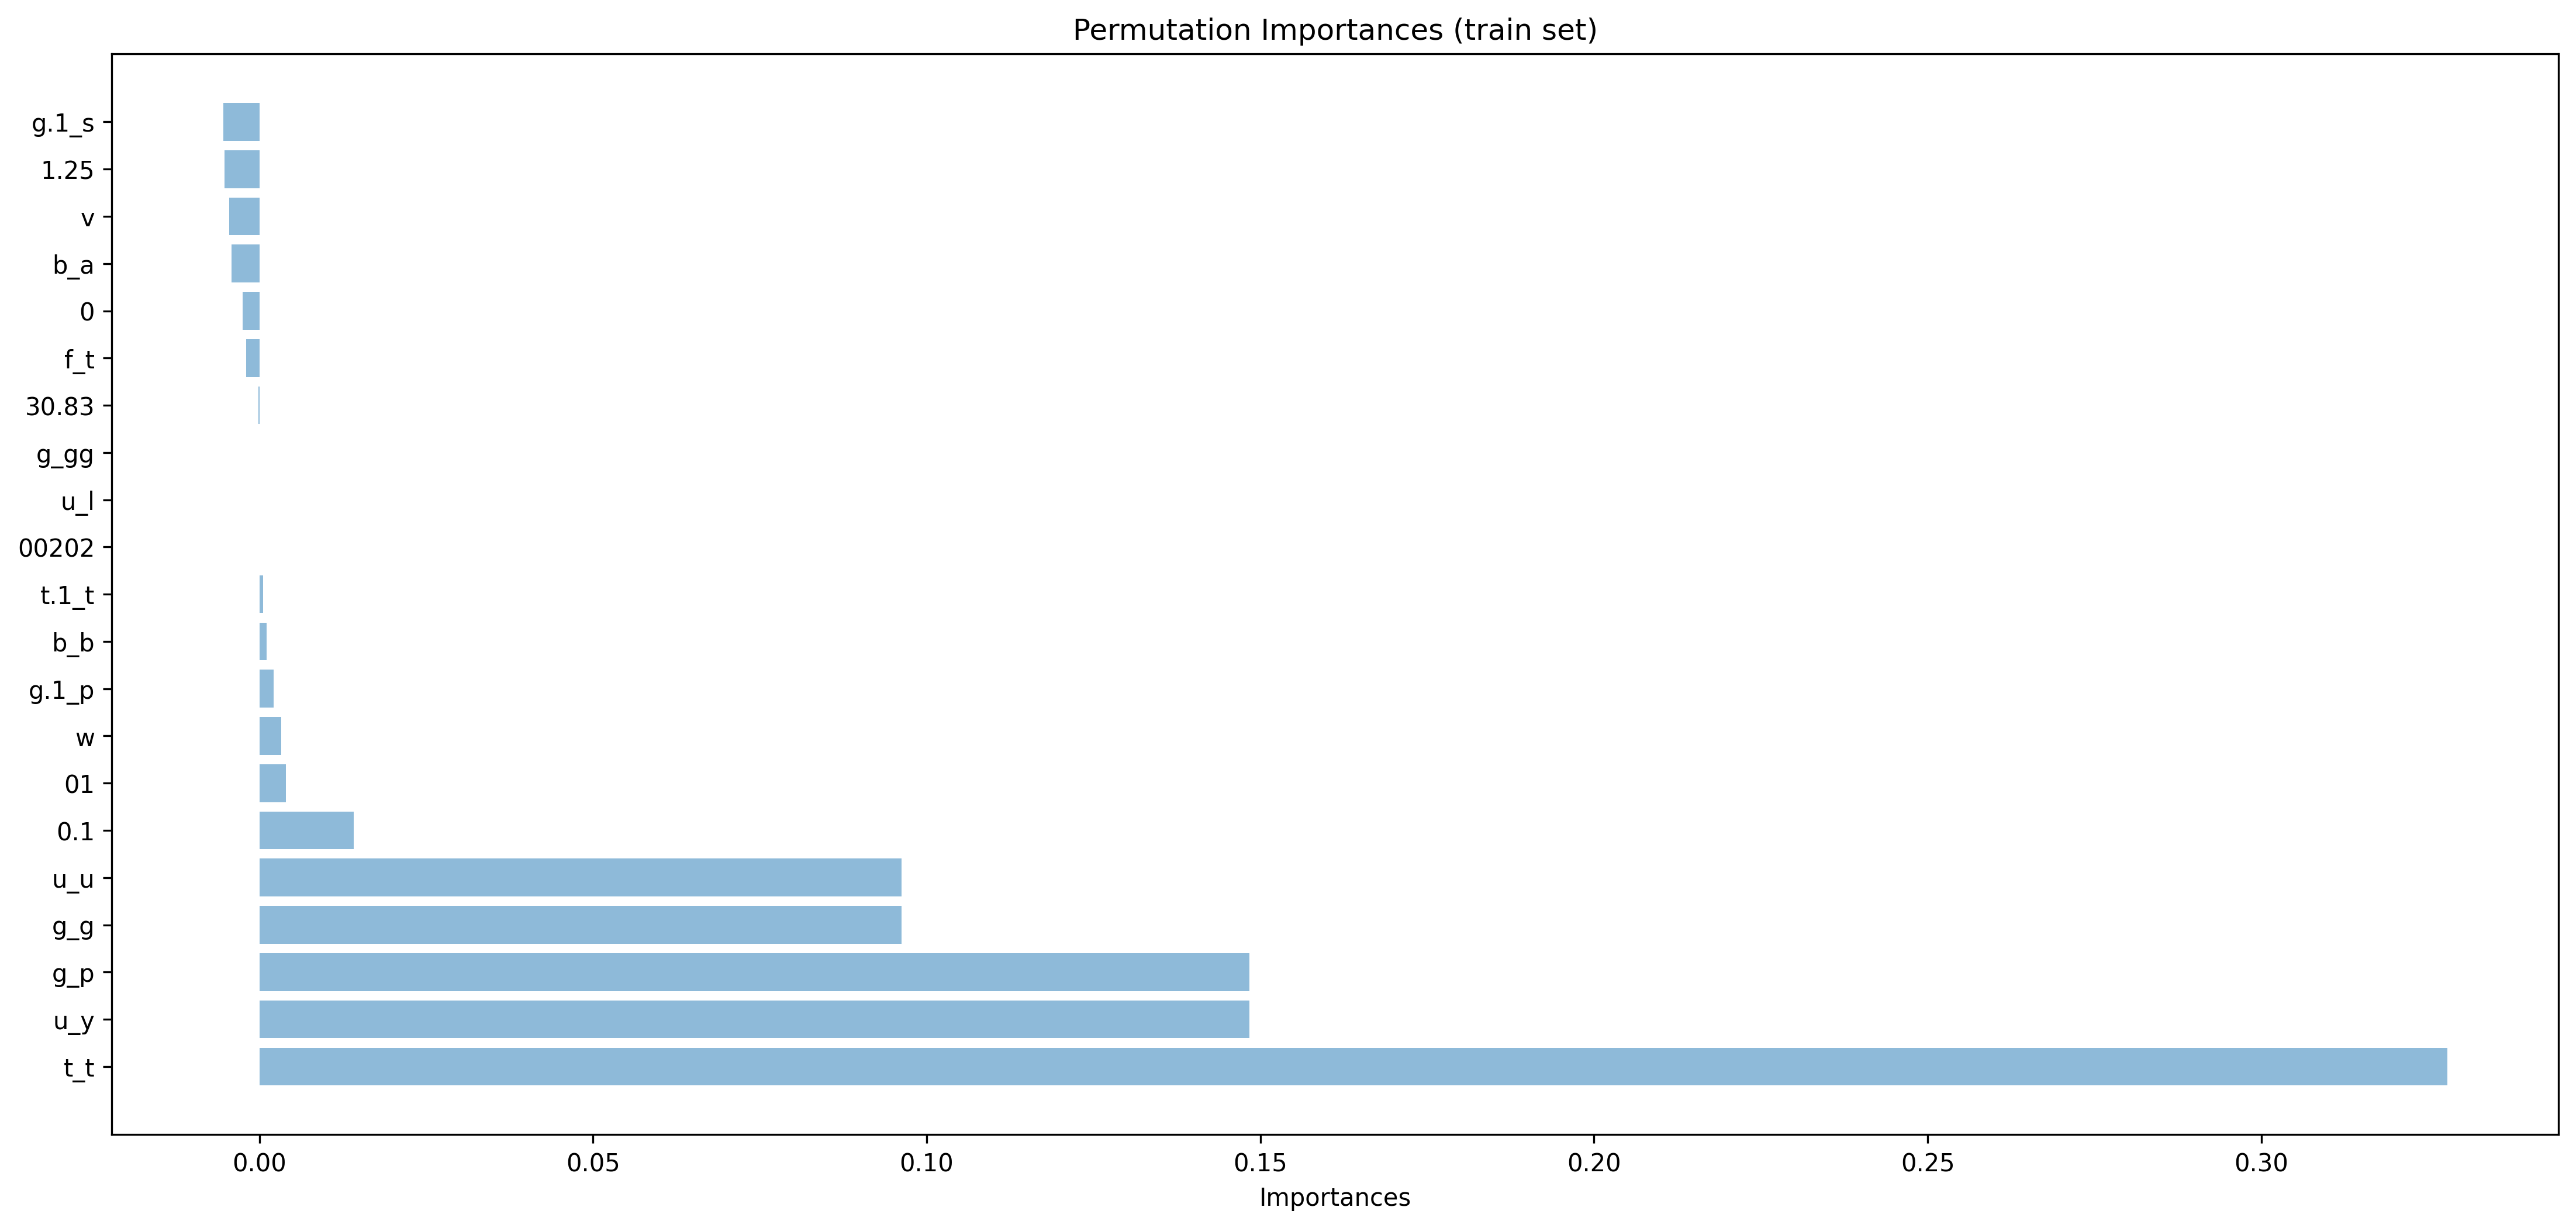 Permutation Importances (train set)
g.1_s
1.25
v
b_a
0
f_t
30.83
g_gg
u_l
00202
t.1_t
b_b
g.1_p
w
01
0.1
u_u
g_g
g_p
u_y
t_t
0.00 0.05 0.10 0.15 0.20 0.25 0.30
Importances